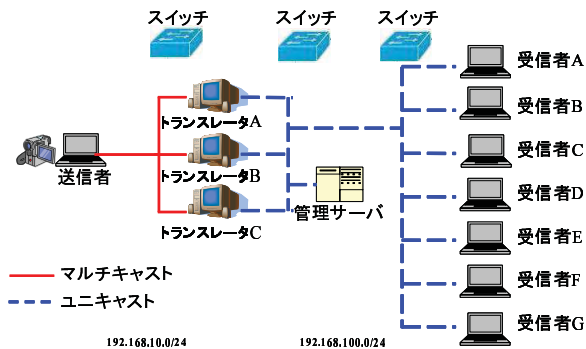 スイッチ
スイッチ
スイッチ
受信者A
受信者B
受信者C
受信者D
受信者E
受信者F
受信者G
トランスレータA
トランスレータB
トランスレータC
送信者
管理サーバ
マルチキャスト
ユニキャスト
192.168.10.0/24
192.168.100.0/24